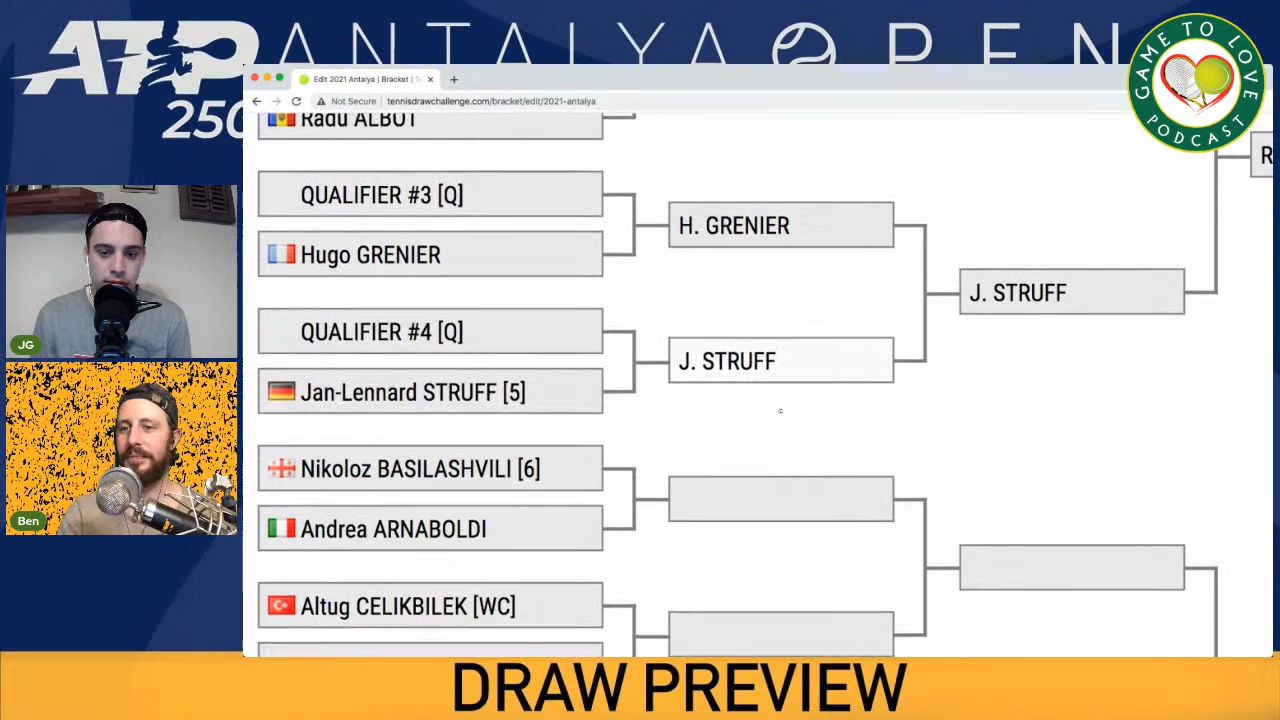 ATP
250
ANTALYA OPEN
GAME TO LOVE
PODCAST
Edit 2021 Antalya | Bracket |
Not Secure
tennisdrawchallenge.com/bracket/edit/2021-antalya
Radu ALBOT
QUALIFIER #3 [Q]
Hugo GRENIER
H. GRENIER
QUALIFIER #4 [Q]
Jan-Lennard STRUFF [5]
J. STRUFF
J. STRUFF
R
Nikoloz BASILASHVILI [6]
Andrea ARNABOLDI
Altug CELIKBILEK [WC]
JG
Ben
DRAW PREVIEW